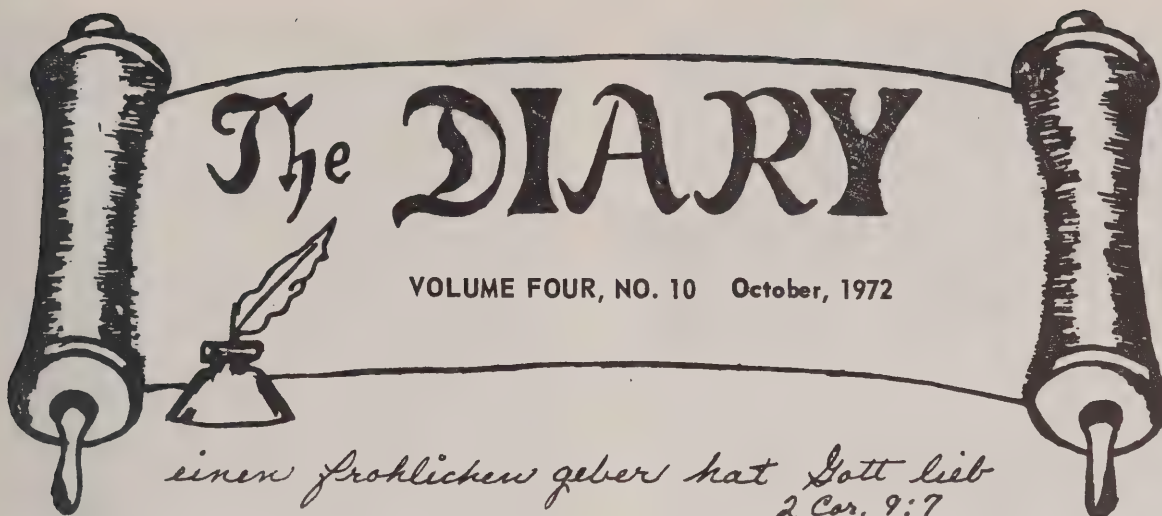 The DIARY
VOLUME FOUR, NO. 10 October, 1972
einen frohlichen geber hat Gott lieb
2 Cor. 9:7